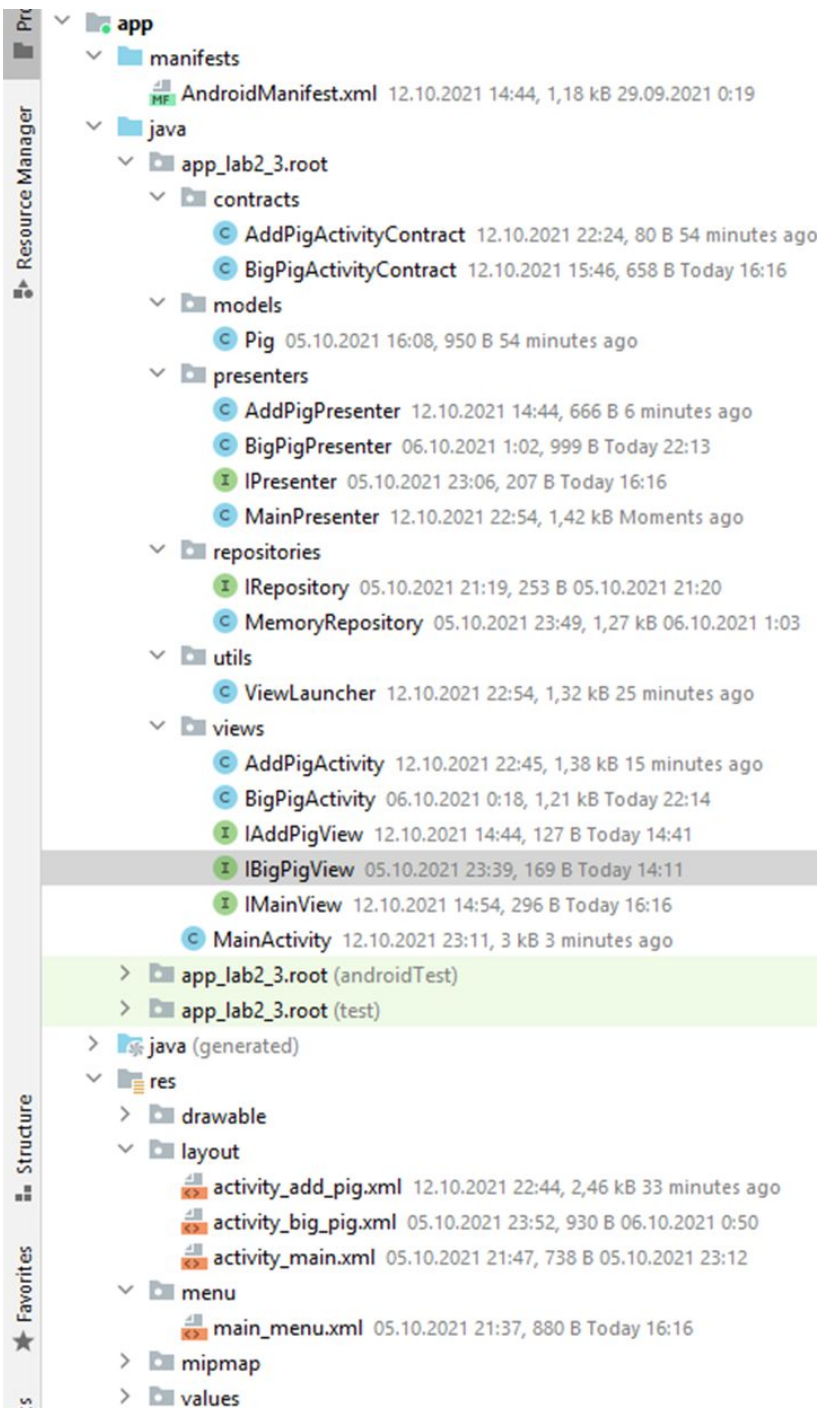 app
manifests
MF AndroidManifest.xml 12.10.2021 14:44, 1,18 kB 29.09.2021 0:19
java
app_lab2_3.root
contracts
C AddPigActivityContract 12.10.2021 22:24, 80 B 54 minutes ago
C BigPigActivityContract 12.10.2021 15:46, 658 B Today 16:16
models
C Pig 05.10.2021 16:08, 950 B 54 minutes ago
presenters
C AddPigPresenter 12.10.2021 14:44, 666 B 6 minutes ago
C BigPigPresenter 06.10.2021 1:02, 999 B Today 22:13
I IPresenter 05.10.2021 23:06, 207 B Today 16:16
C MainPresenter 12.10.2021 22:54, 1,42 kB Moments ago
repositories
I IRepository 05.10.2021 21:19, 253 B 05.10.2021 21:20
C MemoryRepository 05.10.2021 23:49, 1,27 kB 06.10.2021 1:03
utils
C ViewLauncher 12.10.2021 22:54, 1,32 kB 25 minutes ago
views
C AddPigActivity 12.10.2021 22:45, 1,38 kB 15 minutes ago
C BigPigActivity 06.10.2021 0:18, 1,21 kB Today 22:14
I IAddPigView 12.10.2021 14:44, 127 B Today 14:41
I IBigPigView 05.10.2021 23:39, 169 B Today 14:11
I IMainView 12.10.2021 14:54, 296 B Today 16:16
C MainActivity 12.10.2021 23:11, 3 kB 3 minutes ago
app_lab2_3.root (androidTest)
app_lab2_3.root (test)
java (generated)
res
drawable
layout
activity_add_pig.xml 12.10.2021 22:44, 2,46 kB 33 minutes ago
activity_big_pig.xml 05.10.2021 23:52, 930 B 06.10.2021 0:50
activity_main.xml 05.10.2021 21:47, 738 B 05.10.2021 23:12
menu
main_menu.xml 05.10.2021 21:37, 880 B Today 16:16
mipmap
values
Resource Manager
Structure
Favorites